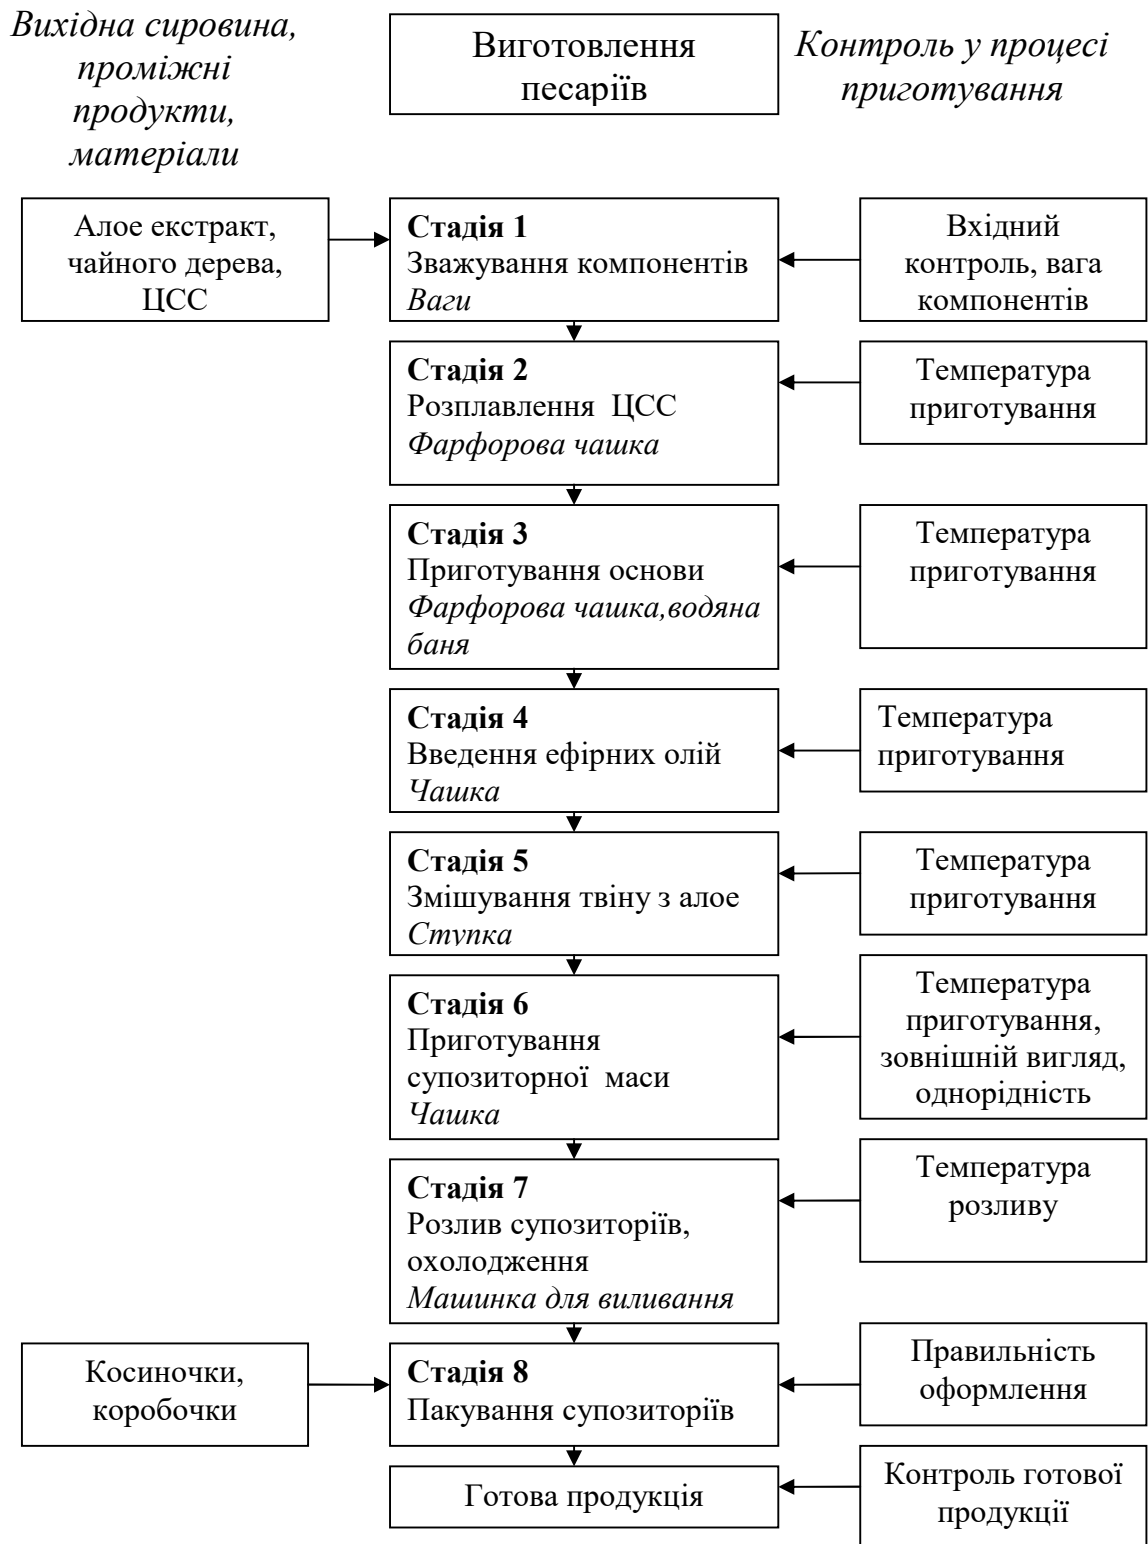 Вихідна сировина,
проміжні
продукти,
матеріали
Виготовлення
песаріїв
Контроль у процесі
приготування
Алое екстракт,
чайного дерева,
ЦСС
Стадія 1
Зважування компонентів
Ваги
Вхідний
контроль, вага
компонентів
Стадія 2
Розплавлення ЦСС
Фарфорова чашка
Температура
приготування
Стадія 3
Приготування основи
Фарфорова чашка,водяна
баня
Температура
приготування
Стадія 4
Введення ефірних олій
Чашка
Температура
приготування
Стадія 5
Змішування твіну з алое
Ступка
Температура
приготування
Стадія 6
Приготування
супозиторної маси
Чашка
Температура
приготування,
зовнішній вигляд,
однорідність
Стадія 7
Розлив супозиторіїв,
охолодження
Машинка для виливання
Температура
розливу
Косиночки,
коробочки
Стадія 8
Пакування супозиторіїв
Правильність
оформлення
Готова продукція
Контроль готової
продукції